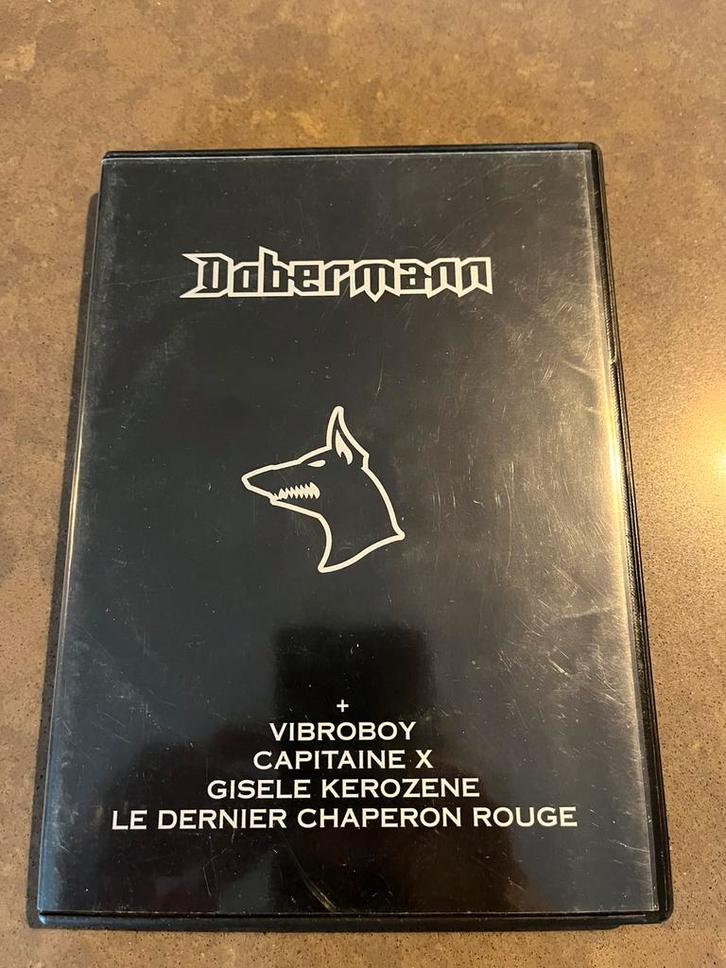 Dobermann
+
VIBROBOY
CAPITAINE X
GISELE KEROZENE
LE DERNIER CHAPERON ROUGE